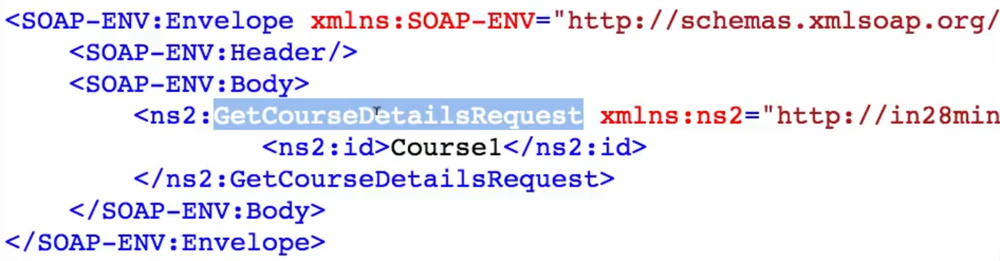 <SOAP-ENV:Envelope xmlns:SOAP-ENV="http://schemas.xmlsoap.org/
<SOAP-ENV:Header/>
<SOAP-ENV:Body>
<ns2:GetCourseDetailsRequest xmlns:ns2="http://in28min
<ns2:id>Course1</ns2:id>
</ns2:GetCourseDetailsRequest>
</SOAP-ENV:Body>
</SOAP-ENV:Envelope>